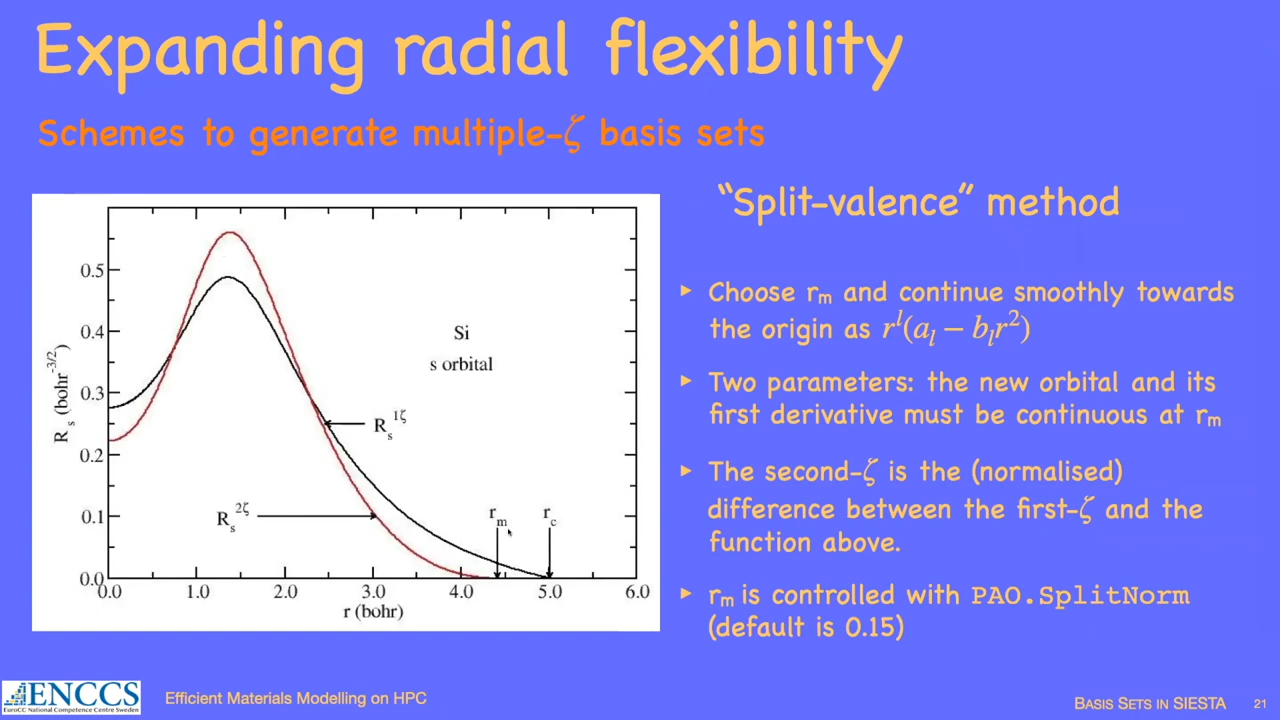 Expanding radial flexibility
Schemes to generate multiple-ζ basis sets
"Split-valence" method
Choose rm and continue smoothly towards
the origin as r^l(a_l − b_l r^2)
Two parameters: the new orbital and its
first derivative must be continuous at rm
The second-ζ is the (normalised)
difference between the first-ζ and the
function above.
rm is controlled with PAO.SplitNorm
(default is 0.15)
R_s (bohr^-3/2)
0.5
0.4
0.3
0.2
0.1
0.0
Si
s orbital
R_s^1ζ
R_s^2ζ
r_m
r_c
0.0 1.0 2.0 3.0 4.0 5.0 6.0
r (bohr)
ENCCS
EuroCC National Competence Centre Sweden
Efficient Materials Modelling on HPC
Basis Sets in SIESTA
21